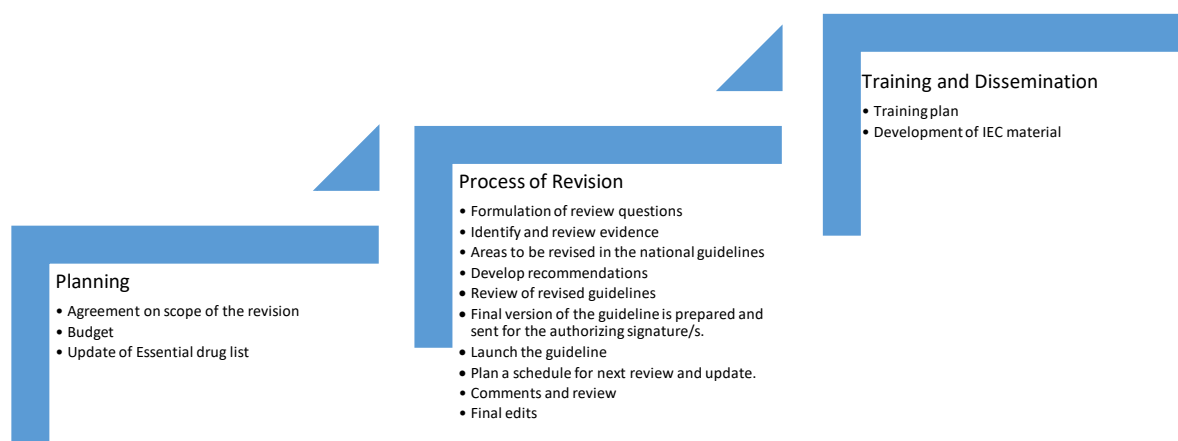 Planning
• Agreement on scope of the revision
• Budget
• Update of Essential drug list
Process of Revision
• Formulation of review questions
• Identify and review evidence
• Areas to be revised in the national guidelines
• Develop recommendations
• Review of revised guidelines
• Final version of the guideline is prepared and
sent for the authorizing signature/s.
• Launch the guideline
• Plan a schedule for next review and update.
• Comments and review
• Final edits
Training and Dissemination
• Training plan
• Development of IEC material